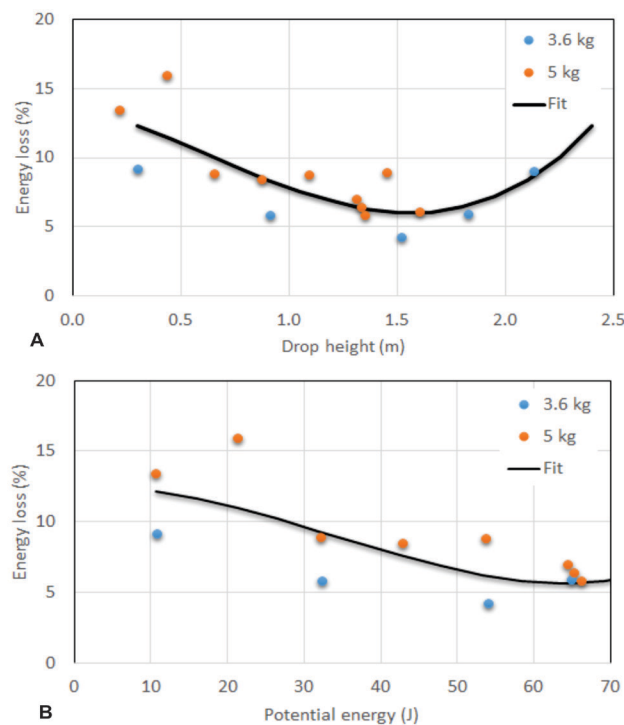 20
15
10
5
0
Energy loss (%)
3.6 kg
5 kg
Fit
0.0 0.5 1.0 1.5 2.0 2.5
Drop height (m)
A
20
15
10
5
0
Energy loss (%)
3.6 kg
5 kg
Fit
0 10 20 30 40 50 60 70
Potential energy (J)
B